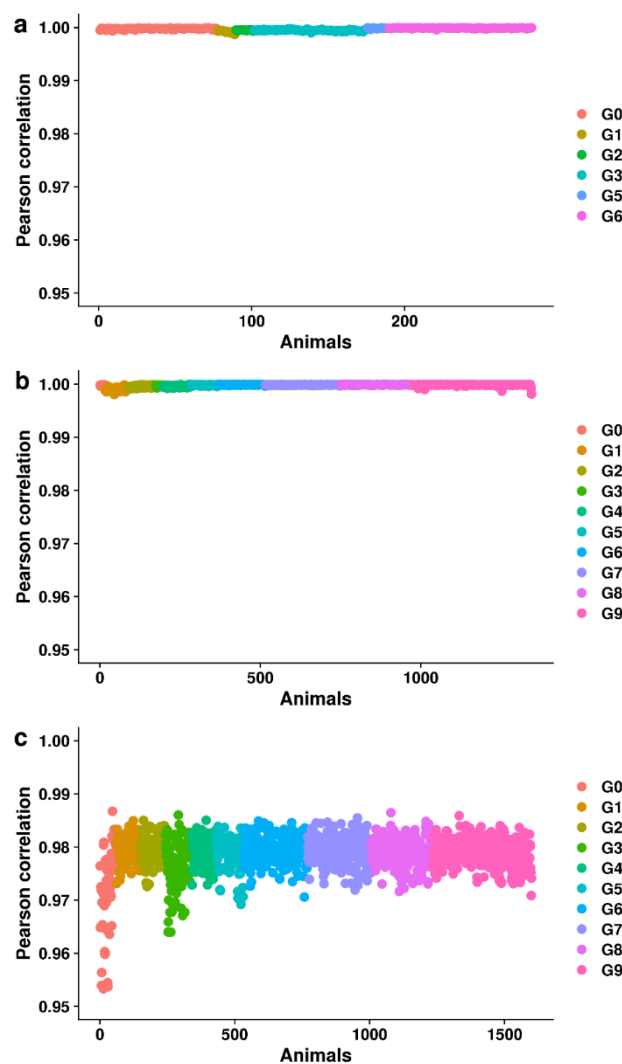 a
Pearson correlation
1.00
0.99
0.98
0.97
0.96
0.95
0
100
200
Animals
G0
G1
G2
G3
G5
G6
b
Pearson correlation
1.00
0.99
0.98
0.97
0.96
0.95
0
500
1000
Animals
G0
G1
G2
G3
G4
G5
G6
G7
G8
G9
c
Pearson correlation
1.00
0.99
0.98
0.97
0.96
0.95
0
500
1000
1500
Animals
G0
G1
G2
G3
G4
G5
G6
G7
G8
G9